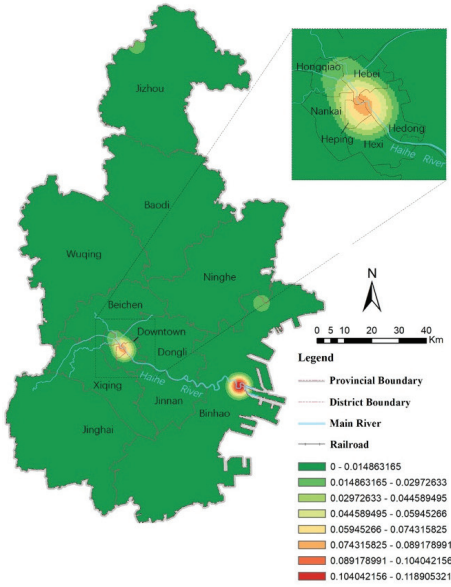 Jizhou
Baodi
Wuqing
Ninghe
Beichen
Downtown
Dongli
Xiqing
Haihe River
Jinnan
Binhao
Jinghai
Hongqiao
Hebei
Nankai
Hedong
Heping
Hexi
Haihe River
N
0 5 10 20 30 40
Km
Legend
Provincial Boundary
District Boundary
Main River
Railroad
0 - 0.014863165
0.014863165 - 0.02972633
0.02972633 - 0.044589495
0.044589495 - 0.05945266
0.05945266 - 0.074315825
0.074315825 - 0.089178991
0.089178991 - 0.104042156
0.104042156 - 0.118905321